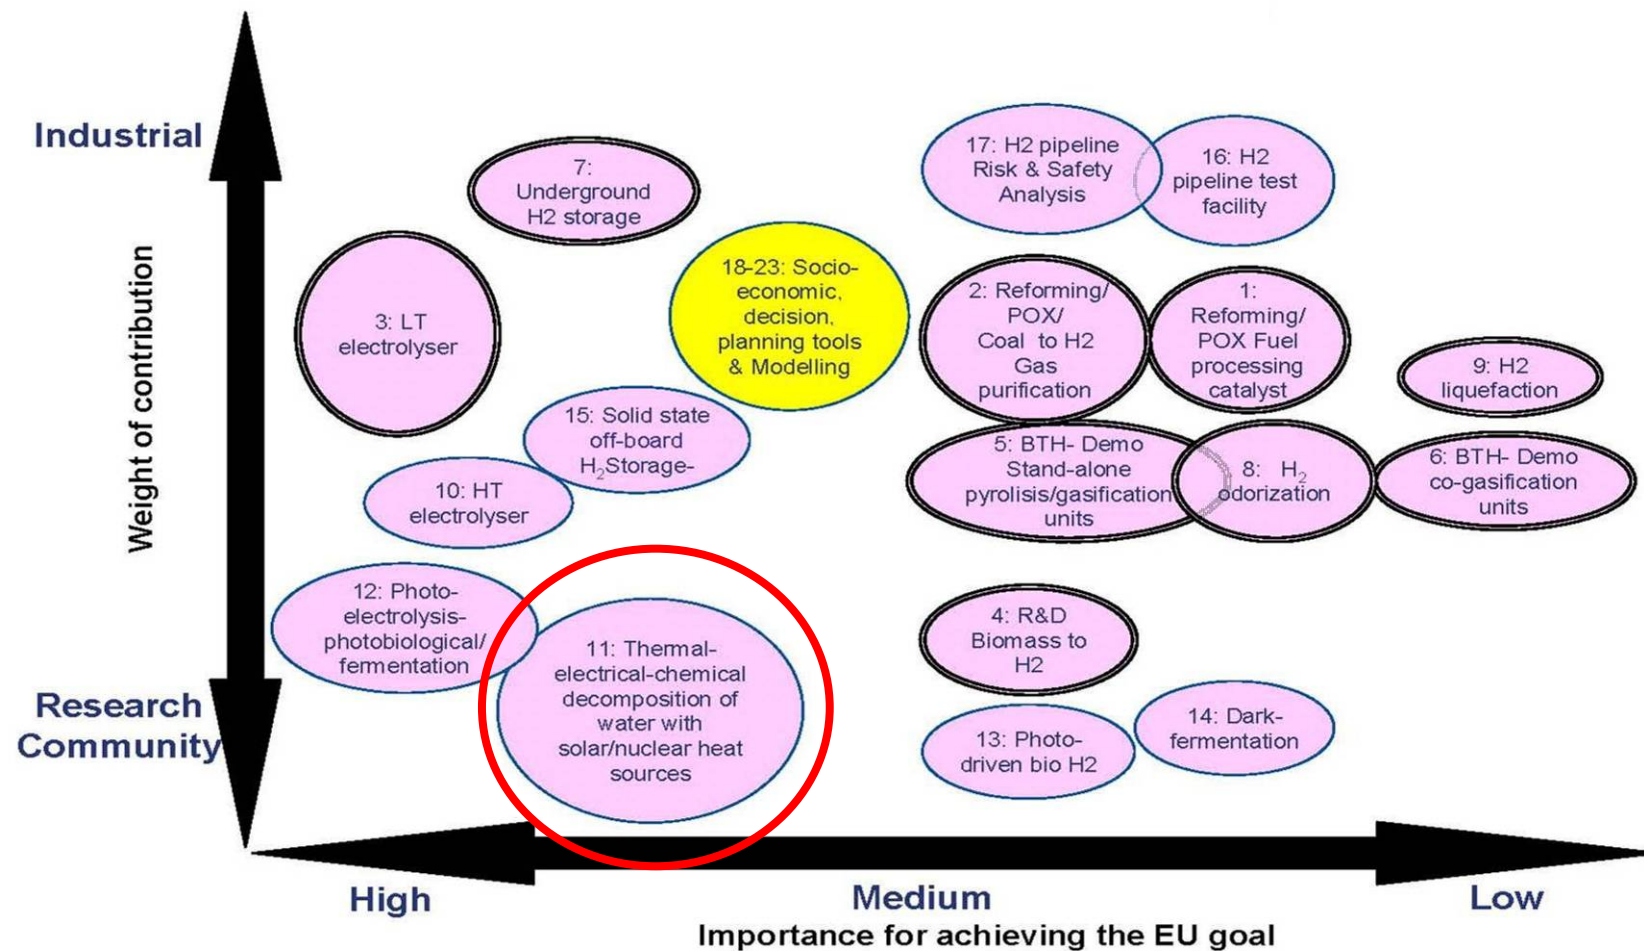 Industrial
Weight of contribution
Research
Community
7:
Underground
H2 storage
17: H2 pipeline
Risk & Safety
Analysis
16: H2
pipeline test
facility
3: LT
electrolyser
18-23: Socio-
economic,
decision,
planning tools
& Modelling
2: Reforming/
POX/
Coal to H2
Gas
purification
1:
Reforming/
POX Fuel
processing
catalyst
9: H2
liquefaction
15: Solid state
off-board
H₂Storage-
10: HT
electrolyser
5: BTH- Demo
Stand-alone
pyrolisis/gasification
units
8: H₂
odorization
6: BTH- Demo
co-gasification
units
12: Photo-
electrolysis-
photobiological/
fermentation
11: Thermal-
electrical-chemical
decomposition of
water with
solar/nuclear heat
sources
4: R&D
Biomass to
H2
13: Photo-
driven bio H2
14: Dark-
fermentation
High
Medium
Low
Importance for achieving the EU goal